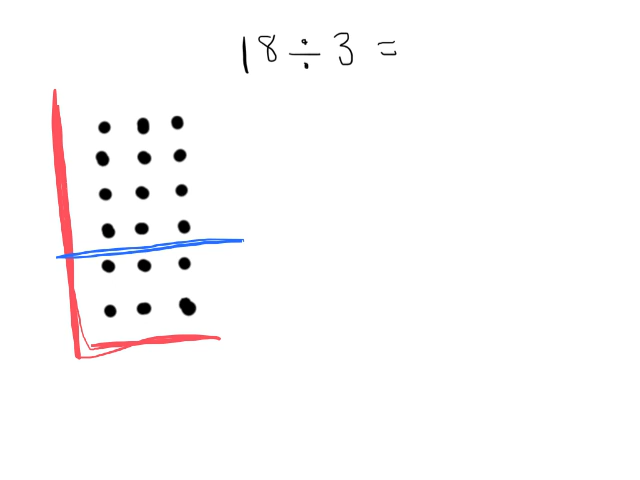 18 ÷ 3 =